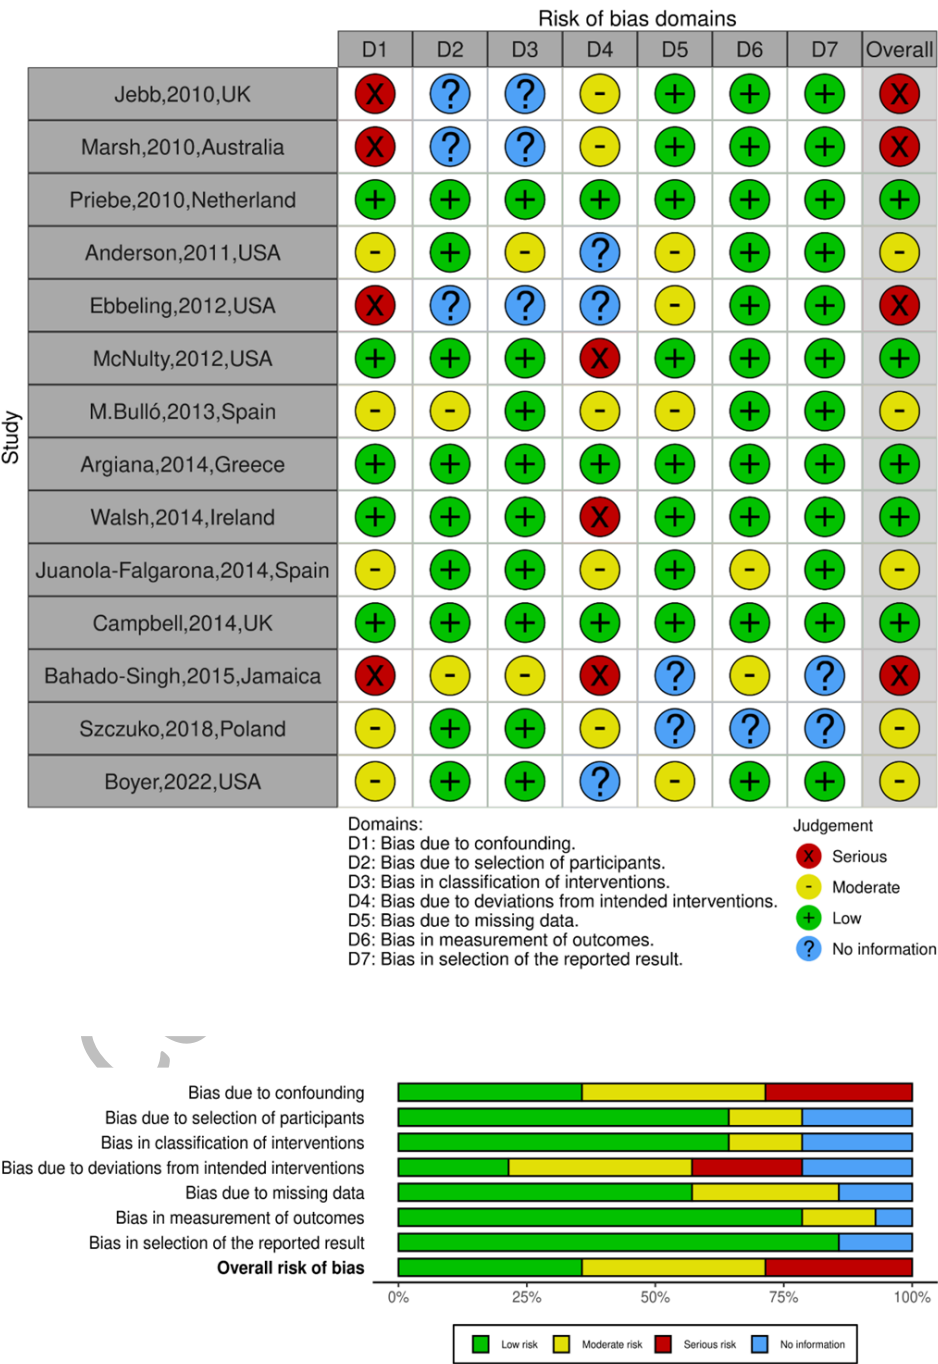 Risk of bias domains
D1 D2 D3 D4 D5 D6 D7 Overall
Study
Jebb,2010,UK X ? ? - + + + X
Marsh,2010,Australia X ? ? - + + + X
Priebe,2010,Netherland + + + + + + + +
Anderson,2011,USA - + - ? - + + -
Ebbeling,2012,USA X ? ? ? - + + X
McNulty,2012,USA + + + X + + + +
M.Bulló,2013,Spain - - + - - + + -
Argiana,2014,Greece + + + + + + + +
Walsh,2014,Ireland + + + X + + + +
Juanola-Falgarona,2014,Spain - + + - + - + -
Campbell,2014,UK + + + + + + + +
Bahado-Singh,2015,Jamaica X - - X ? - ? X
Szczuko,2018,Poland - + + - ? ? ? -
Boyer,2022,USA - + + ? - + + -
Domains:
D1: Bias due to confounding.
D2: Bias due to selection of participants.
D3: Bias in classification of interventions.
D4: Bias due to deviations from intended interventions.
D5: Bias due to missing data.
D6: Bias in measurement of outcomes.
D7: Bias in selection of the reported result.
Judgement
X Serious
- Moderate
+ Low
? No information
Bias due to confounding
Bias due to selection of participants
Bias in classification of interventions
Bias due to deviations from intended interventions
Bias due to missing data
Bias in measurement of outcomes
Bias in selection of the reported result
Overall risk of bias
0% 25% 50% 75% 100%
Low risk Moderate risk Serious risk No information